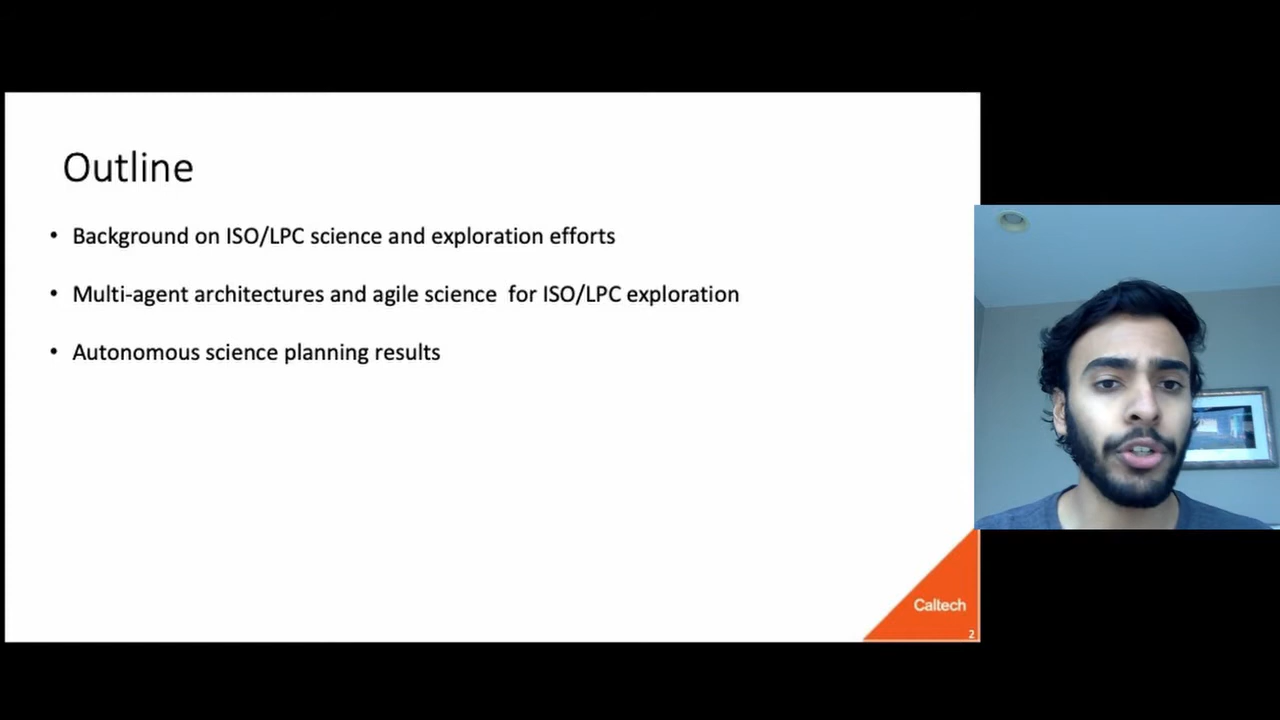 Outline
• Background on ISO/LPC science and exploration efforts
• Multi-agent architectures and agile science  for ISO/LPC exploration
• Autonomous science planning results
Caltech
2